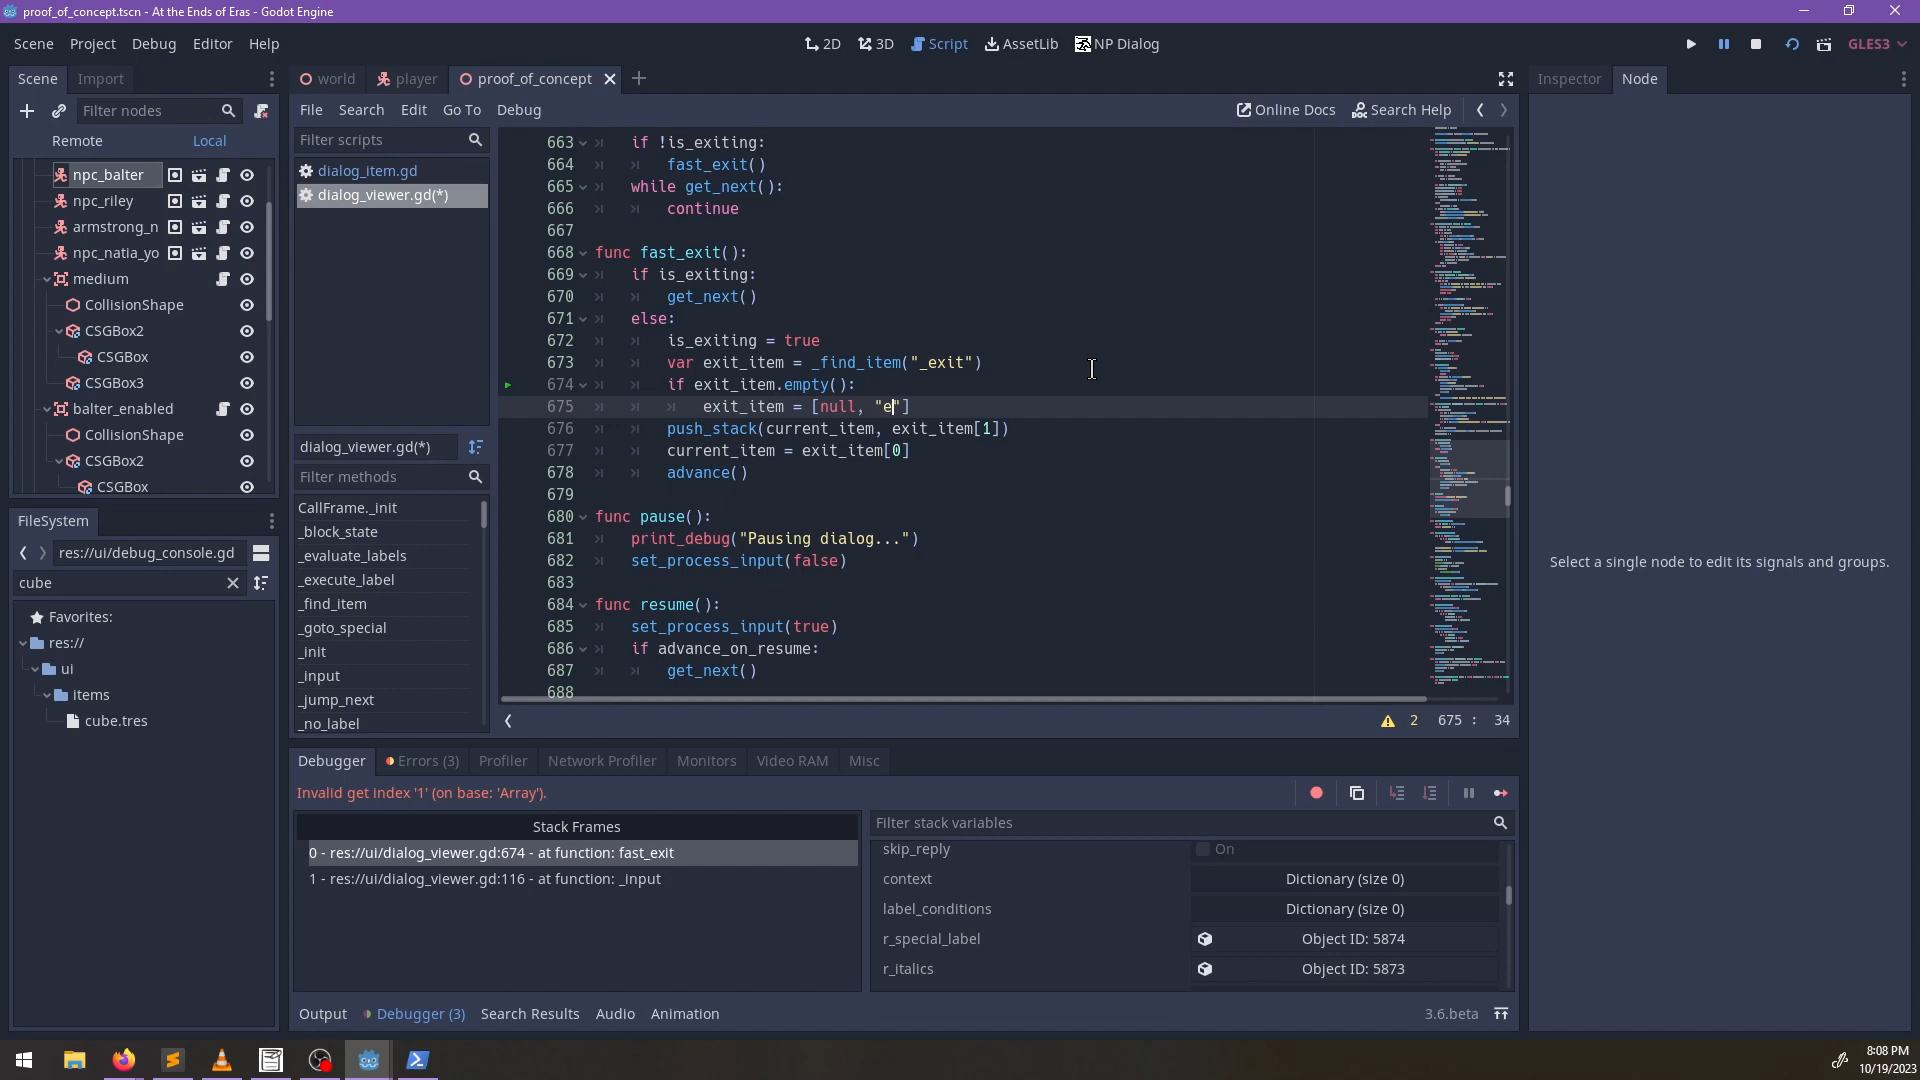 proof_of_concept.tscn - At the Ends of Eras - Godot Engine
Scene Project Debug Editor Help
2D 3D Script AssetLib NP Dialog
GLES3
Scene Import
world player proof_of_concept
Inspector Node
Filter nodes
Remote Local
npc_balter
npc_riley
armstrong_n
npc_natia_yo
medium
CollisionShape
CSGBox2
CSGBox
CSGBox3
balter_enabled
CollisionShape
CSGBox2
CSGBox
FileSystem
res://ui/debug_console.gd
cube
Favorites:
res://
ui
items
cube.tres
File Search Edit Go To Debug
Online Docs Search Help
Filter scripts
dialog_item.gd
dialog_viewer.gd(*)
dialog_viewer.gd(*)
Filter methods
CallFrame._init
_block_state
_evaluate_labels
_execute_label
_find_item
_goto_special
_init
_input
_jump_next
_no_label
663 if !is_exiting:
664 fast_exit()
665 while get_next():
666 continue
667
668 func fast_exit():
669 if is_exiting:
670 get_next()
671 else:
672 is_exiting = true
673 var exit_item = _find_item("_exit")
674 if exit_item.empty():
675 exit_item = [null, "e"]
676 push_stack(current_item, exit_item[1])
677 current_item = exit_item[0]
678 advance()
679
680 func pause():
681 print_debug("Pausing dialog...")
682 set_process_input(false)
683
684 func resume():
685 set_process_input(true)
686 if advance_on_resume:
687 get_next()
688
2 675 : 34
Debugger Errors (3) Profiler Network Profiler Monitors Video RAM Misc
Invalid get index '1' (on base: 'Array').
Stack Frames
0 - res://ui/dialog_viewer.gd:674 - at function: fast_exit
1 - res://ui/dialog_viewer.gd:116 - at function: _input
Filter stack variables
skip_reply On
context Dictionary (size 0)
label_conditions Dictionary (size 0)
r_special_label Object ID: 5874
r_italics Object ID: 5873
Output Debugger (3) Search Results Audio Animation
3.6.beta
Select a single node to edit its signals and groups.
8:08 PM
10/19/2023